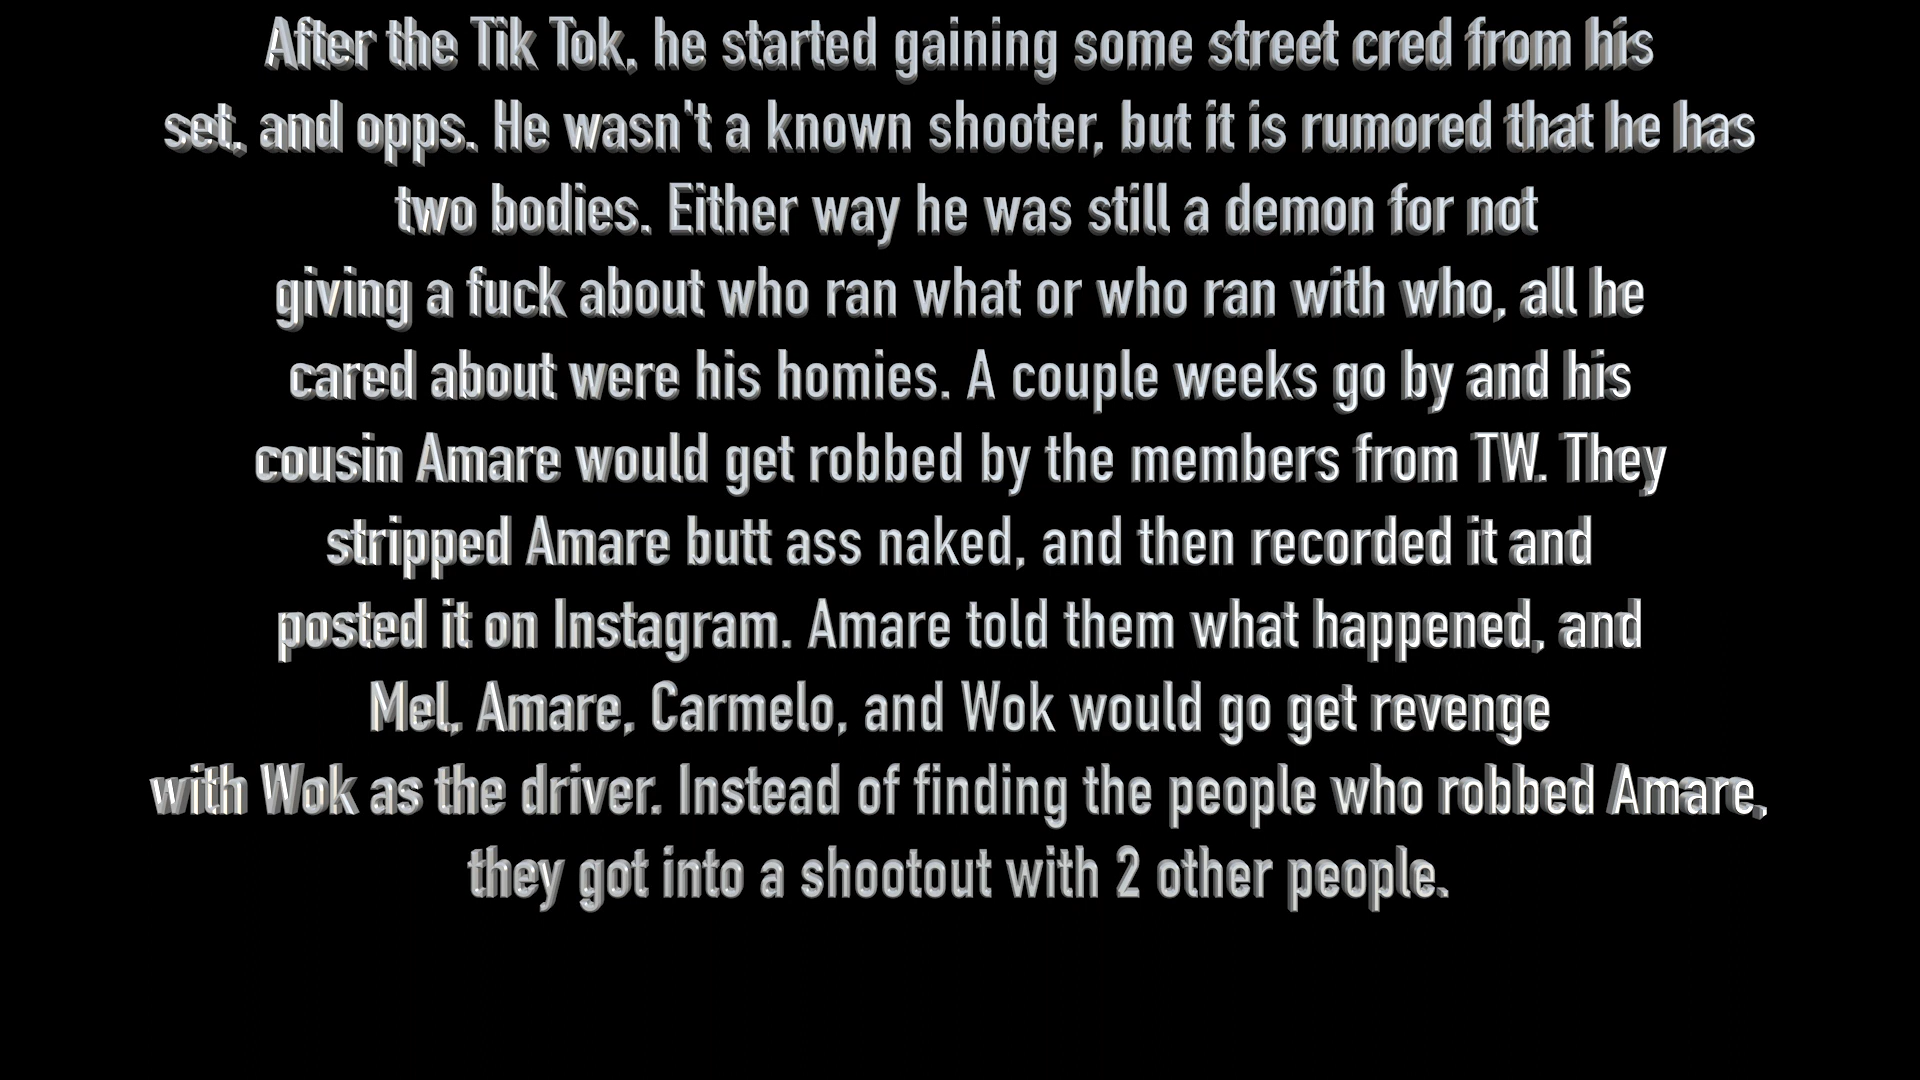 After the Tik Tok, he started gaining some street cred from his
set, and opps. He wasn't a known shooter, but it is rumored that he has
two bodies. Either way he was still a demon for not
giving a fuck about who ran what or who ran with who, all he
cared about were his homies. A couple weeks go by and his
cousin Amare would get robbed by the members from TW. They
stripped Amare butt ass naked, and then recorded it and
posted it on Instagram. Amare told them what happened, and
Mel, Amare, Carmelo, and Wok would go get revenge
with Wok as the driver. Instead of finding the people who robbed Amare,
they got into a shootout with 2 other people.